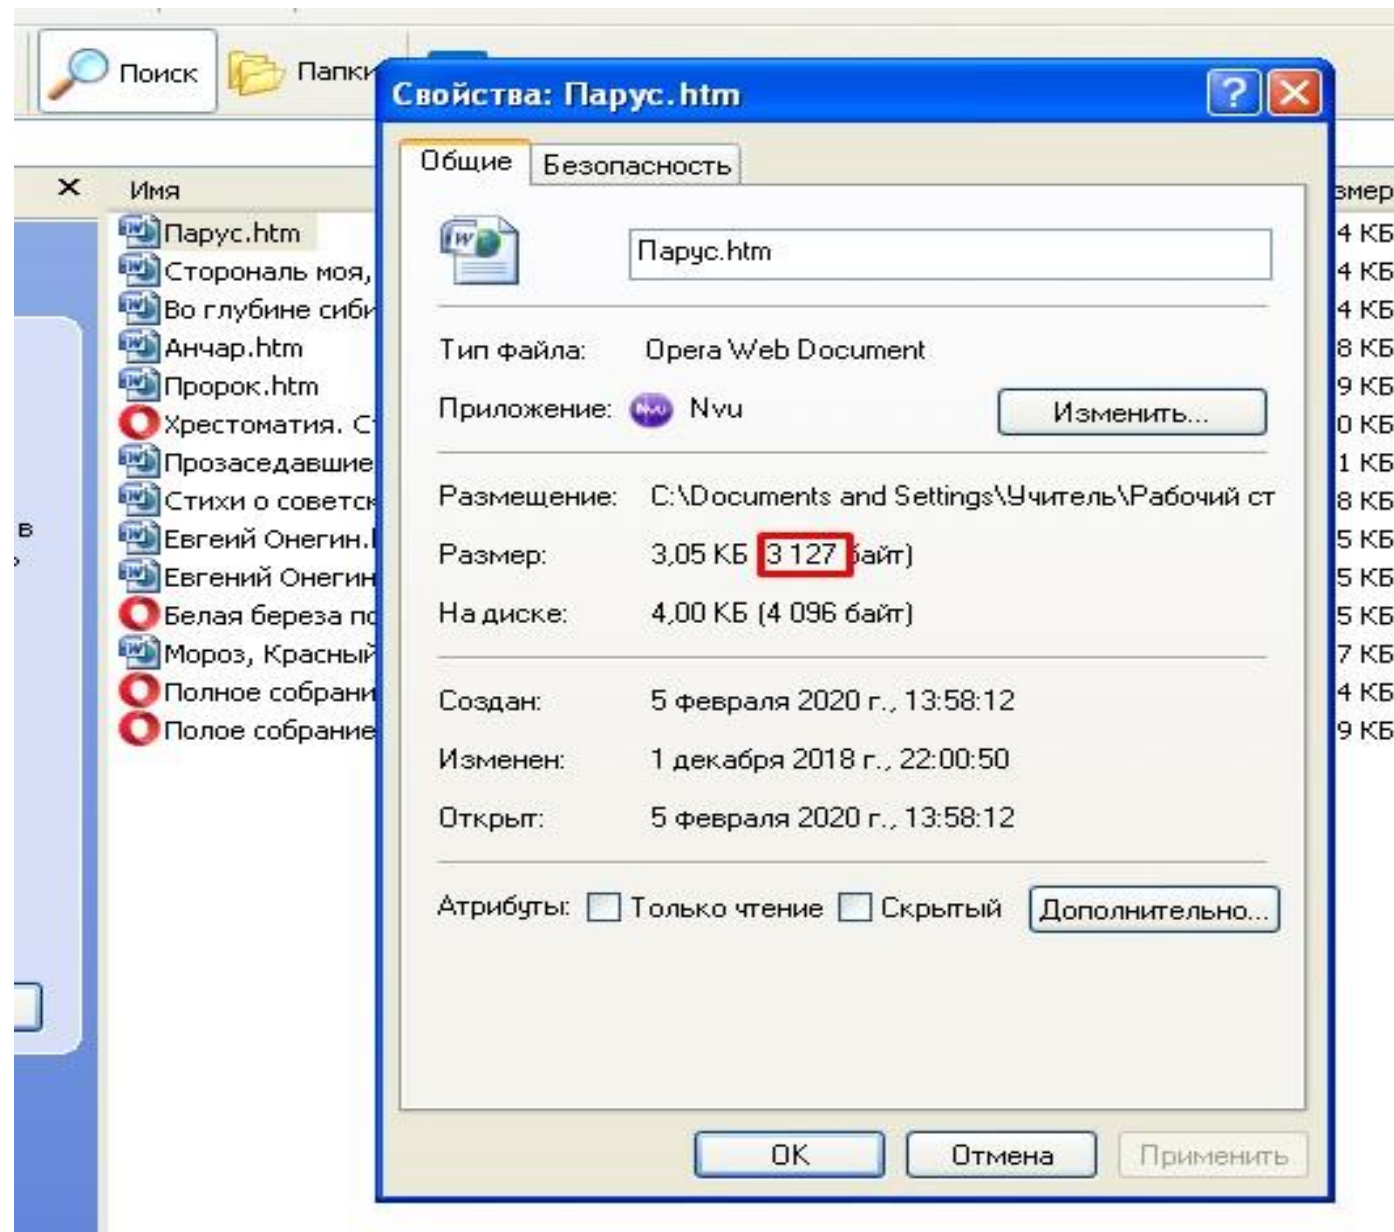 Поиск
Папки
Свойства: Парус.htm
Общие
Безопасность
Имя
Парус.htm
Парус.htm
4 КБ
Сторональ моя,
4 КБ
Во глубине сиби
4 КБ
Анчар.htm
Тип файла: Opera Web Document
8 КБ
Пророк.htm
9 КБ
Приложение: Nvu
Изменить...
Хрестоматия. С
0 КБ
Прозаседавшие
1 КБ
Стихи о советск
Размещение: C:\Documents and Settings\Учитель\Рабочий ст
8 КБ
в
Евгеий Онегин.
5 КБ
Размер: 3,05 КБ 3 127 байт)
Евгений Онегин
5 КБ
Белая береза по
На диске: 4,00 КБ (4 096 байт)
5 КБ
Мороз, Красный
7 КБ
Полное собрани
4 КБ
Создан: 5 февраля 2020 г., 13:58:12
Полое собрание
9 КБ
Изменен: 1 декабря 2018 г., 22:00:50
Открыт: 5 февраля 2020 г., 13:58:12
Атрибуты: Только чтение Скрытый Дополнительно...
OK Отмена Применить